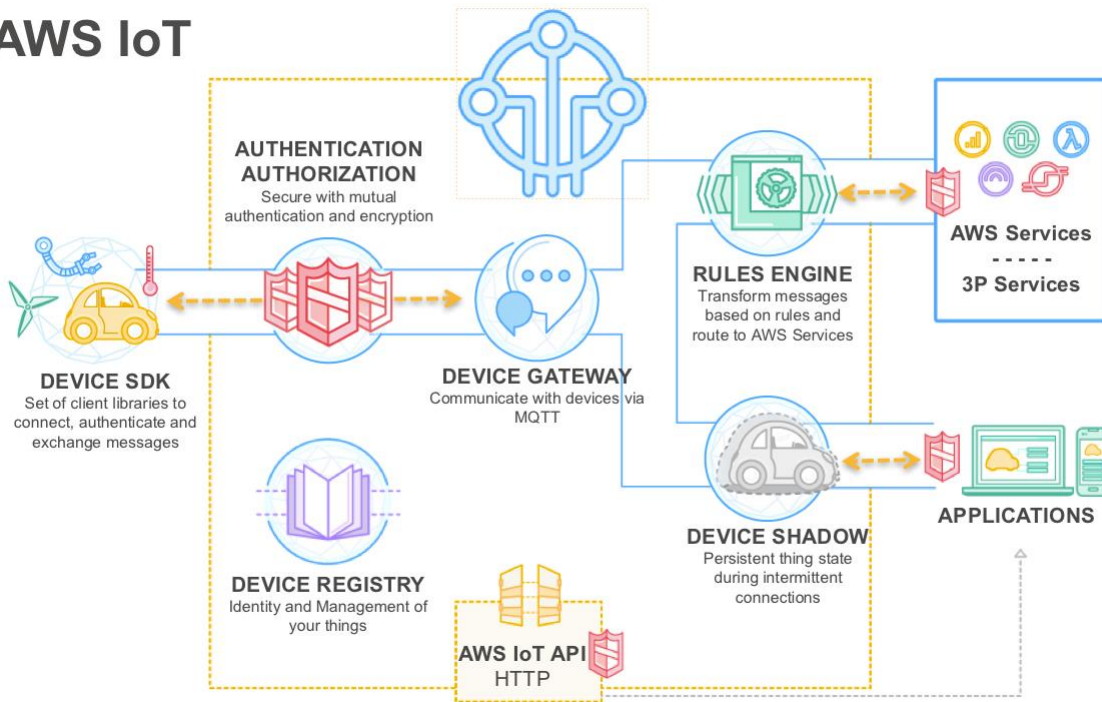 AWS IoT
AUTHENTICATION
AUTHORIZATION
Secure with mutual
authentication and encryption
DEVICE SDK
Set of client libraries to
connect, authenticate and
exchange messages
DEVICE GATEWAY
Communicate with devices via
MQTT
RULES ENGINE
Transform messages
based on rules and
route to AWS Services
AWS Services
- - - - -
3P Services
DEVICE SHADOW
Persistent thing state
during intermittent
connections
APPLICATIONS
DEVICE REGISTRY
Identity and Management of
your things
AWS IoT API
HTTP